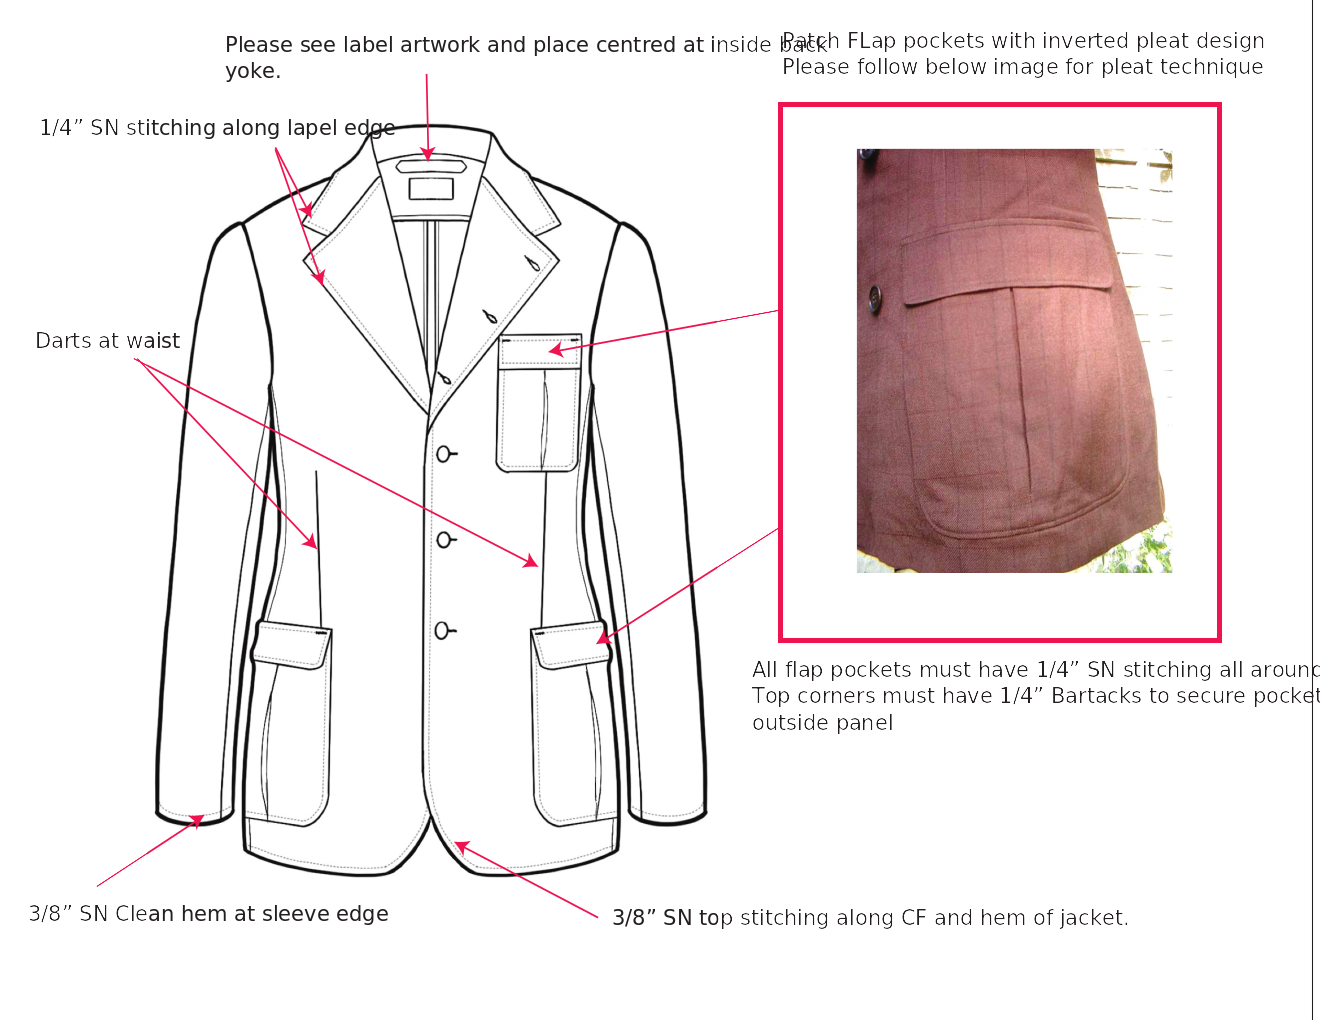 Please see label artwork and place centred at inside back
yoke.
Patch FLap pockets with inverted pleat design
Please follow below image for pleat technique
1/4” SN stitching along lapel edge
Darts at waist
All flap pockets must have 1/4” SN stitching all around
Top corners must have 1/4” Bartacks to secure pocket
outside panel
3/8” SN Clean hem at sleeve edge
3/8” SN top stitching along CF and hem of jacket.